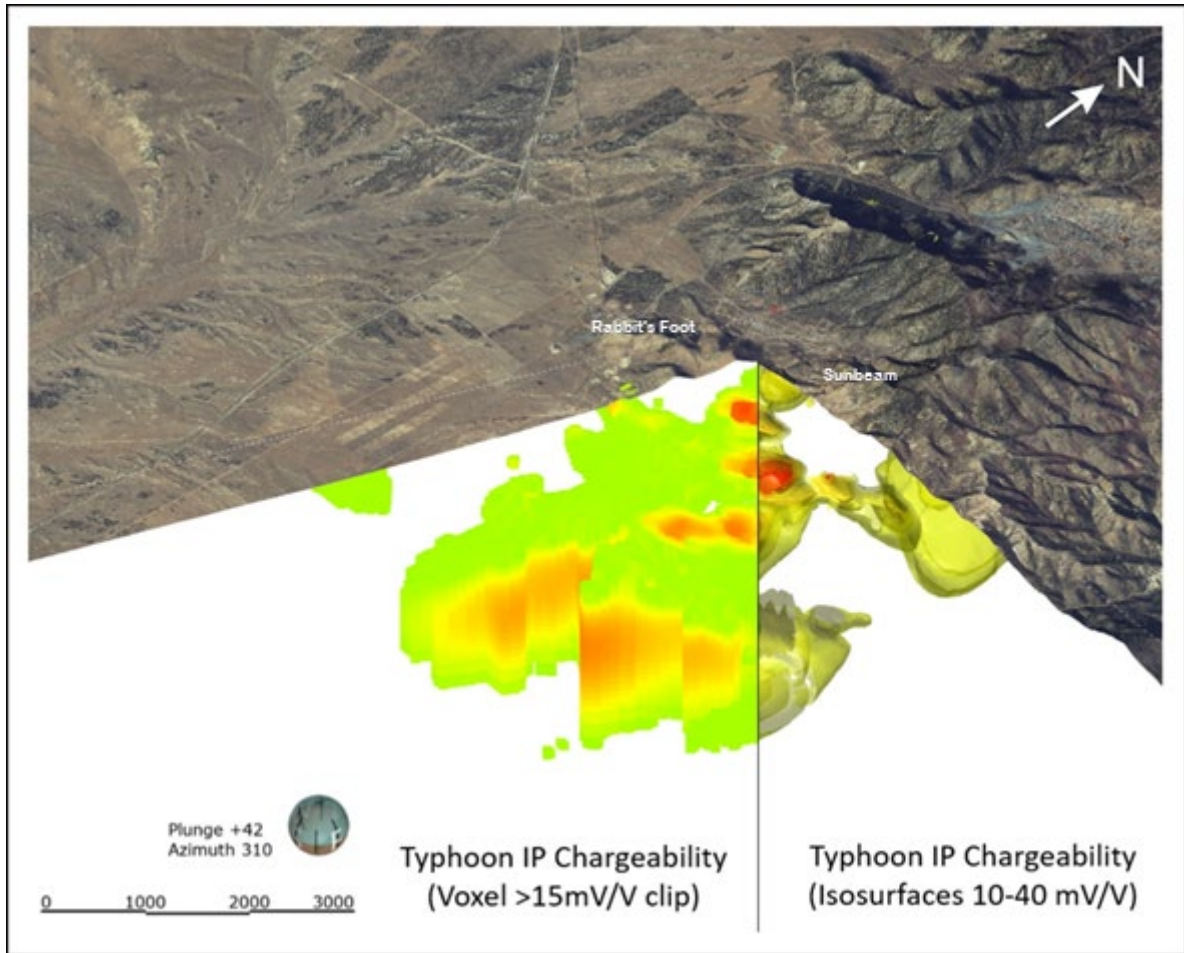 N
Rabbit's Foot
Sunbeam
Plunge +42
Azimuth 310
0 1000 2000 3000
Typhoon IP Chargeability
(Voxel >15mV/V clip)
Typhoon IP Chargeability
(Isosurfaces 10-40 mV/V)